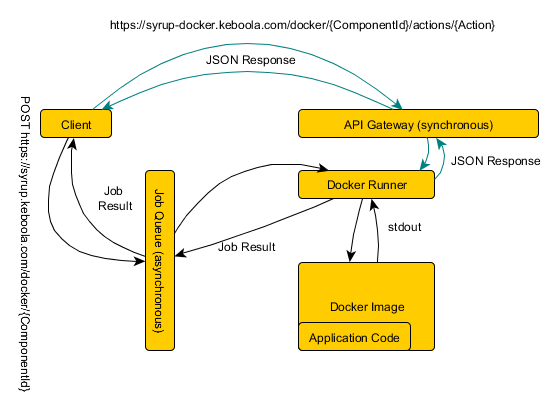 https://syrup-docker.keboola.com/docker/{ComponentId}/actions/{Action}
JSON Response
Client
API Gateway (synchronous)
JSON Response
POST https://syrup.keboola.com/docker/{ComponentId}
Job
Result
Job Queue (asynchronous)
Docker Runner
stdout
Job Result
Docker Image
Application Code